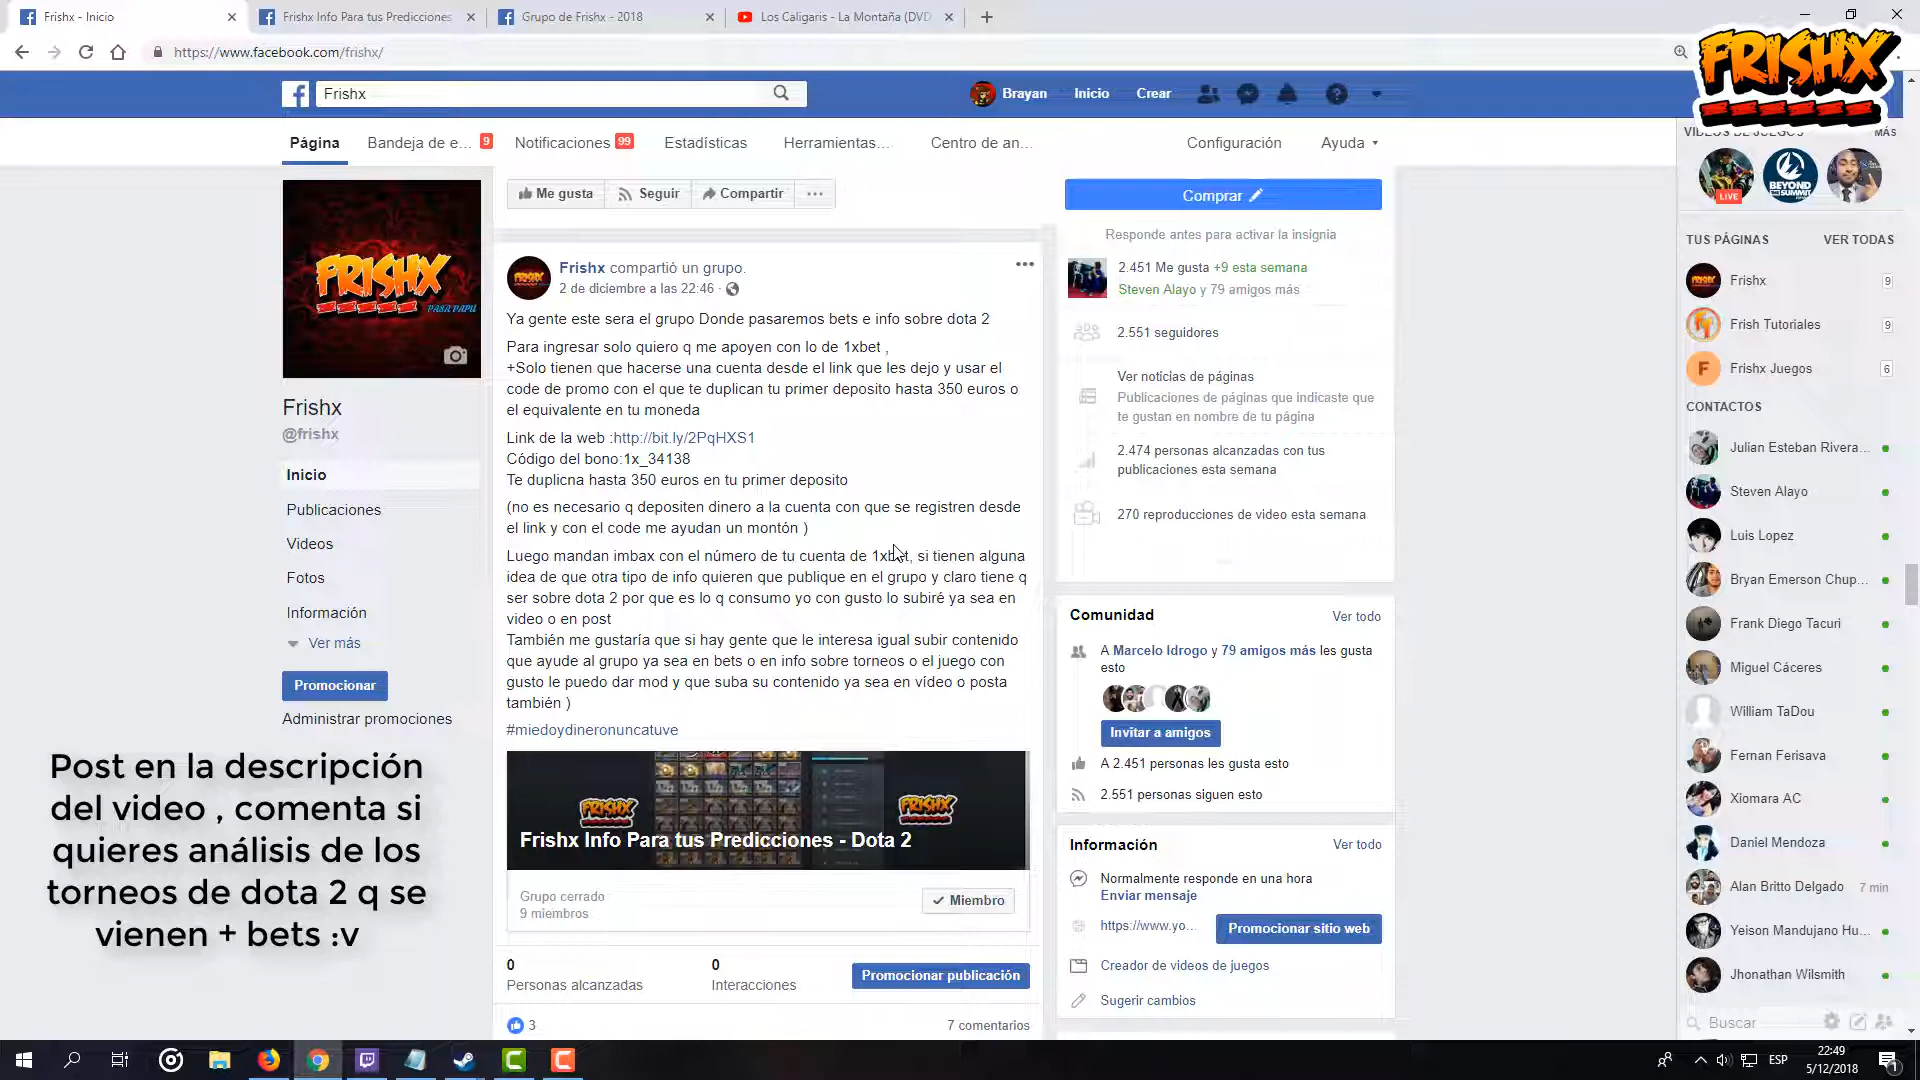 Frishx - Inicio
Frishx Info Para tus Predicciones
Grupo de Frishx - 2018
Los Caligaris - La Montaña (DVD
https://www.facebook.com/frishx/
FRISHX
Frishx
Brayan
Inicio
Crear
Página
Bandeja de e...
9
Notificaciones
99
Estadísticas
Herramientas...
Centro de an...
Configuración
Ayuda
FRISHX
PASA PAPU
Frishx
@frishx
Inicio
Publicaciones
Videos
Fotos
Información
Ver más
Promocionar
Administrar promociones
Post en la descripción
del video , comenta si
quieres análisis de los
torneos de dota 2 q se
vienen + bets :v
Me gusta
Seguir
Compartir
Frishx compartió un grupo.
2 de diciembre a las 22:46 ·
Ya gente este sera el grupo Donde pasaremos bets e info sobre dota 2
Para ingresar solo quiero q me apoyen con lo de 1xbet ,
+Solo tienen que hacerse una cuenta desde el link que les dejo y usar el
code de promo con el que te duplican tu primer deposito hasta 350 euros o
el equivalente en tu moneda
Link de la web :http://bit.ly/2PqHXS1
Código del bono:1x_34138
Te duplicna hasta 350 euros en tu primer deposito
(no es necesario q depositen dinero a la cuenta con que se registren desde
el link y con el code me ayudan un montón )
Luego mandan imbax con el número de tu cuenta de 1xbet, si tienen alguna
idea de que otra tipo de info quieren que publique en el grupo y claro tiene q
ser sobre dota 2 por que es lo q consumo yo con gusto lo subiré ya sea en
video o en post
También me gustaría que si hay gente que le interesa igual subir contenido
que ayude al grupo ya sea en bets o en info sobre torneos o el juego con
gusto le puedo dar mod y que suba su contenido ya sea en vídeo o posta
también )
#miedoydineronuncatuve
FRISHX
FRISHX
Frishx Info Para tus Predicciones - Dota 2
Grupo cerrado
9 miembros
Miembro
0
Personas alcanzadas
0
Interacciones
Promocionar publicación
3
7 comentarios
Comprar
Responde antes para activar la insignia
2.451 Me gusta +9 esta semana
Steven Alayo y 79 amigos más
2.551 seguidores
Ver noticias de páginas
Publicaciones de páginas que indicaste que
te gustan en nombre de tu página
2.474 personas alcanzadas con tus
publicaciones esta semana
270 reproducciones de video esta semana
Comunidad
Ver todo
A Marcelo Idrogo y 79 amigos más les gusta
esto
Invitar a amigos
A 2.451 personas les gusta esto
2.551 personas siguen esto
Información
Ver todo
Normalmente responde en una hora
Enviar mensaje
https://www.yo...
Promocionar sitio web
Creador de videos de juegos
Sugerir cambios
VIDEOS DE JUEGOS
MÁS
LIVE
BEYOND
THE SUMMIT
TUS PÁGINAS
VER TODAS
Frishx
9
Frish Tutoriales
9
F
Frishx Juegos
6
CONTACTOS
Julian Esteban Rivera...
Steven Alayo
Luis Lopez
Bryan Emerson Chup...
Frank Diego Tacuri
Miguel Cáceres
William TaDou
Fernan Ferisava
Xiomara AC
Daniel Mendoza
Alan Britto Delgado
7 min
Yeison Mandujano Hu...
Jhonathan Wilsmith
Buscar
ESP
22:49
5/12/2018
1